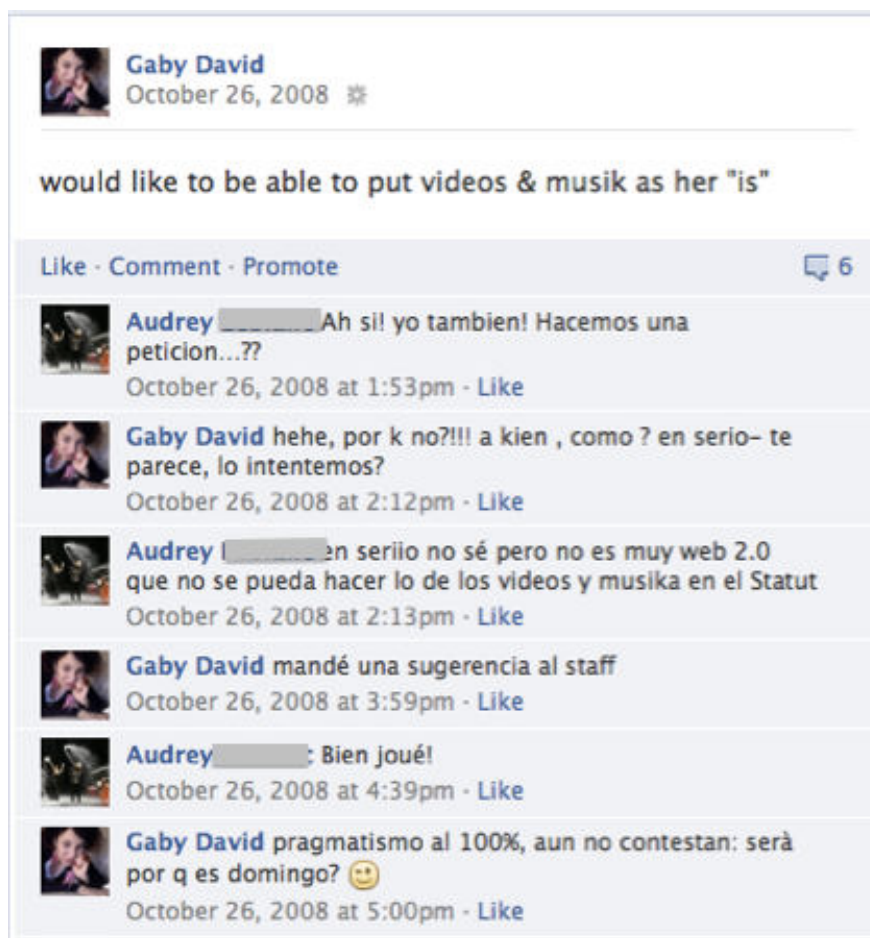 Gaby David
October 26, 2008
would like to be able to put videos & musik as her "is"
Like · Comment · Promote 6
Audrey Ah si! yo tambien! Hacemos una
peticion...??
October 26, 2008 at 1:53pm · Like
Gaby David hehe, por k no?!!! a kien , como ? en serio– te
parece, lo intentemos?
October 26, 2008 at 2:12pm · Like
Audrey en seriio no sé pero no es muy web 2.0
que no se pueda hacer lo de los videos y musika en el Statut
October 26, 2008 at 2:13pm · Like
Gaby David mandé una sugerencia al staff
October 26, 2008 at 3:59pm · Like
Audrey Bien joué!
October 26, 2008 at 4:39pm · Like
Gaby David pragmatismo al 100%, aun no contestan: serà
por q es domingo?
October 26, 2008 at 5:00pm · Like